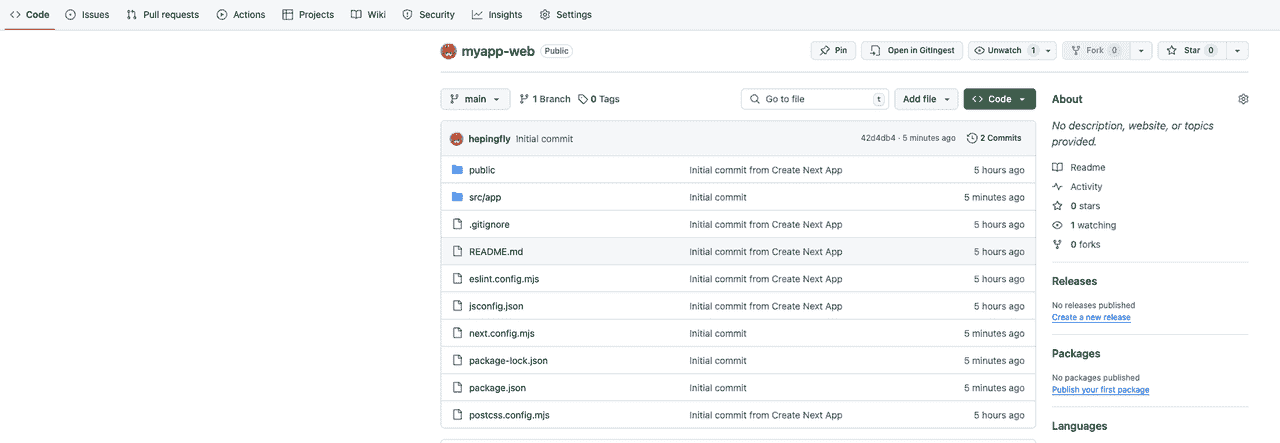 Code Issues Pull requests Actions Projects Wiki Security Insights Settings
myapp-web Public Pin Open in GitIngest Unwatch 1 Fork 0 Star 0
main 1 Branch 0 Tags Go to file t Add file Code
hepingfly Initial commit 42d4db4 · 5 minutes ago 2 Commits
public Initial commit from Create Next App 5 hours ago
src/app Initial commit 5 minutes ago
.gitignore Initial commit from Create Next App 5 hours ago
README.md Initial commit from Create Next App 5 hours ago
eslint.config.mjs Initial commit from Create Next App 5 hours ago
jsconfig.json Initial commit from Create Next App 5 hours ago
next.config.mjs Initial commit 5 minutes ago
package-lock.json Initial commit 5 minutes ago
package.json Initial commit 5 minutes ago
postcss.config.mjs Initial commit from Create Next App 5 hours ago
About
No description, website, or topics
provided.
Readme
Activity
0 stars
1 watching
0 forks
Releases
No releases published
Create a new release
Packages
No packages published
Publish your first package
Languages